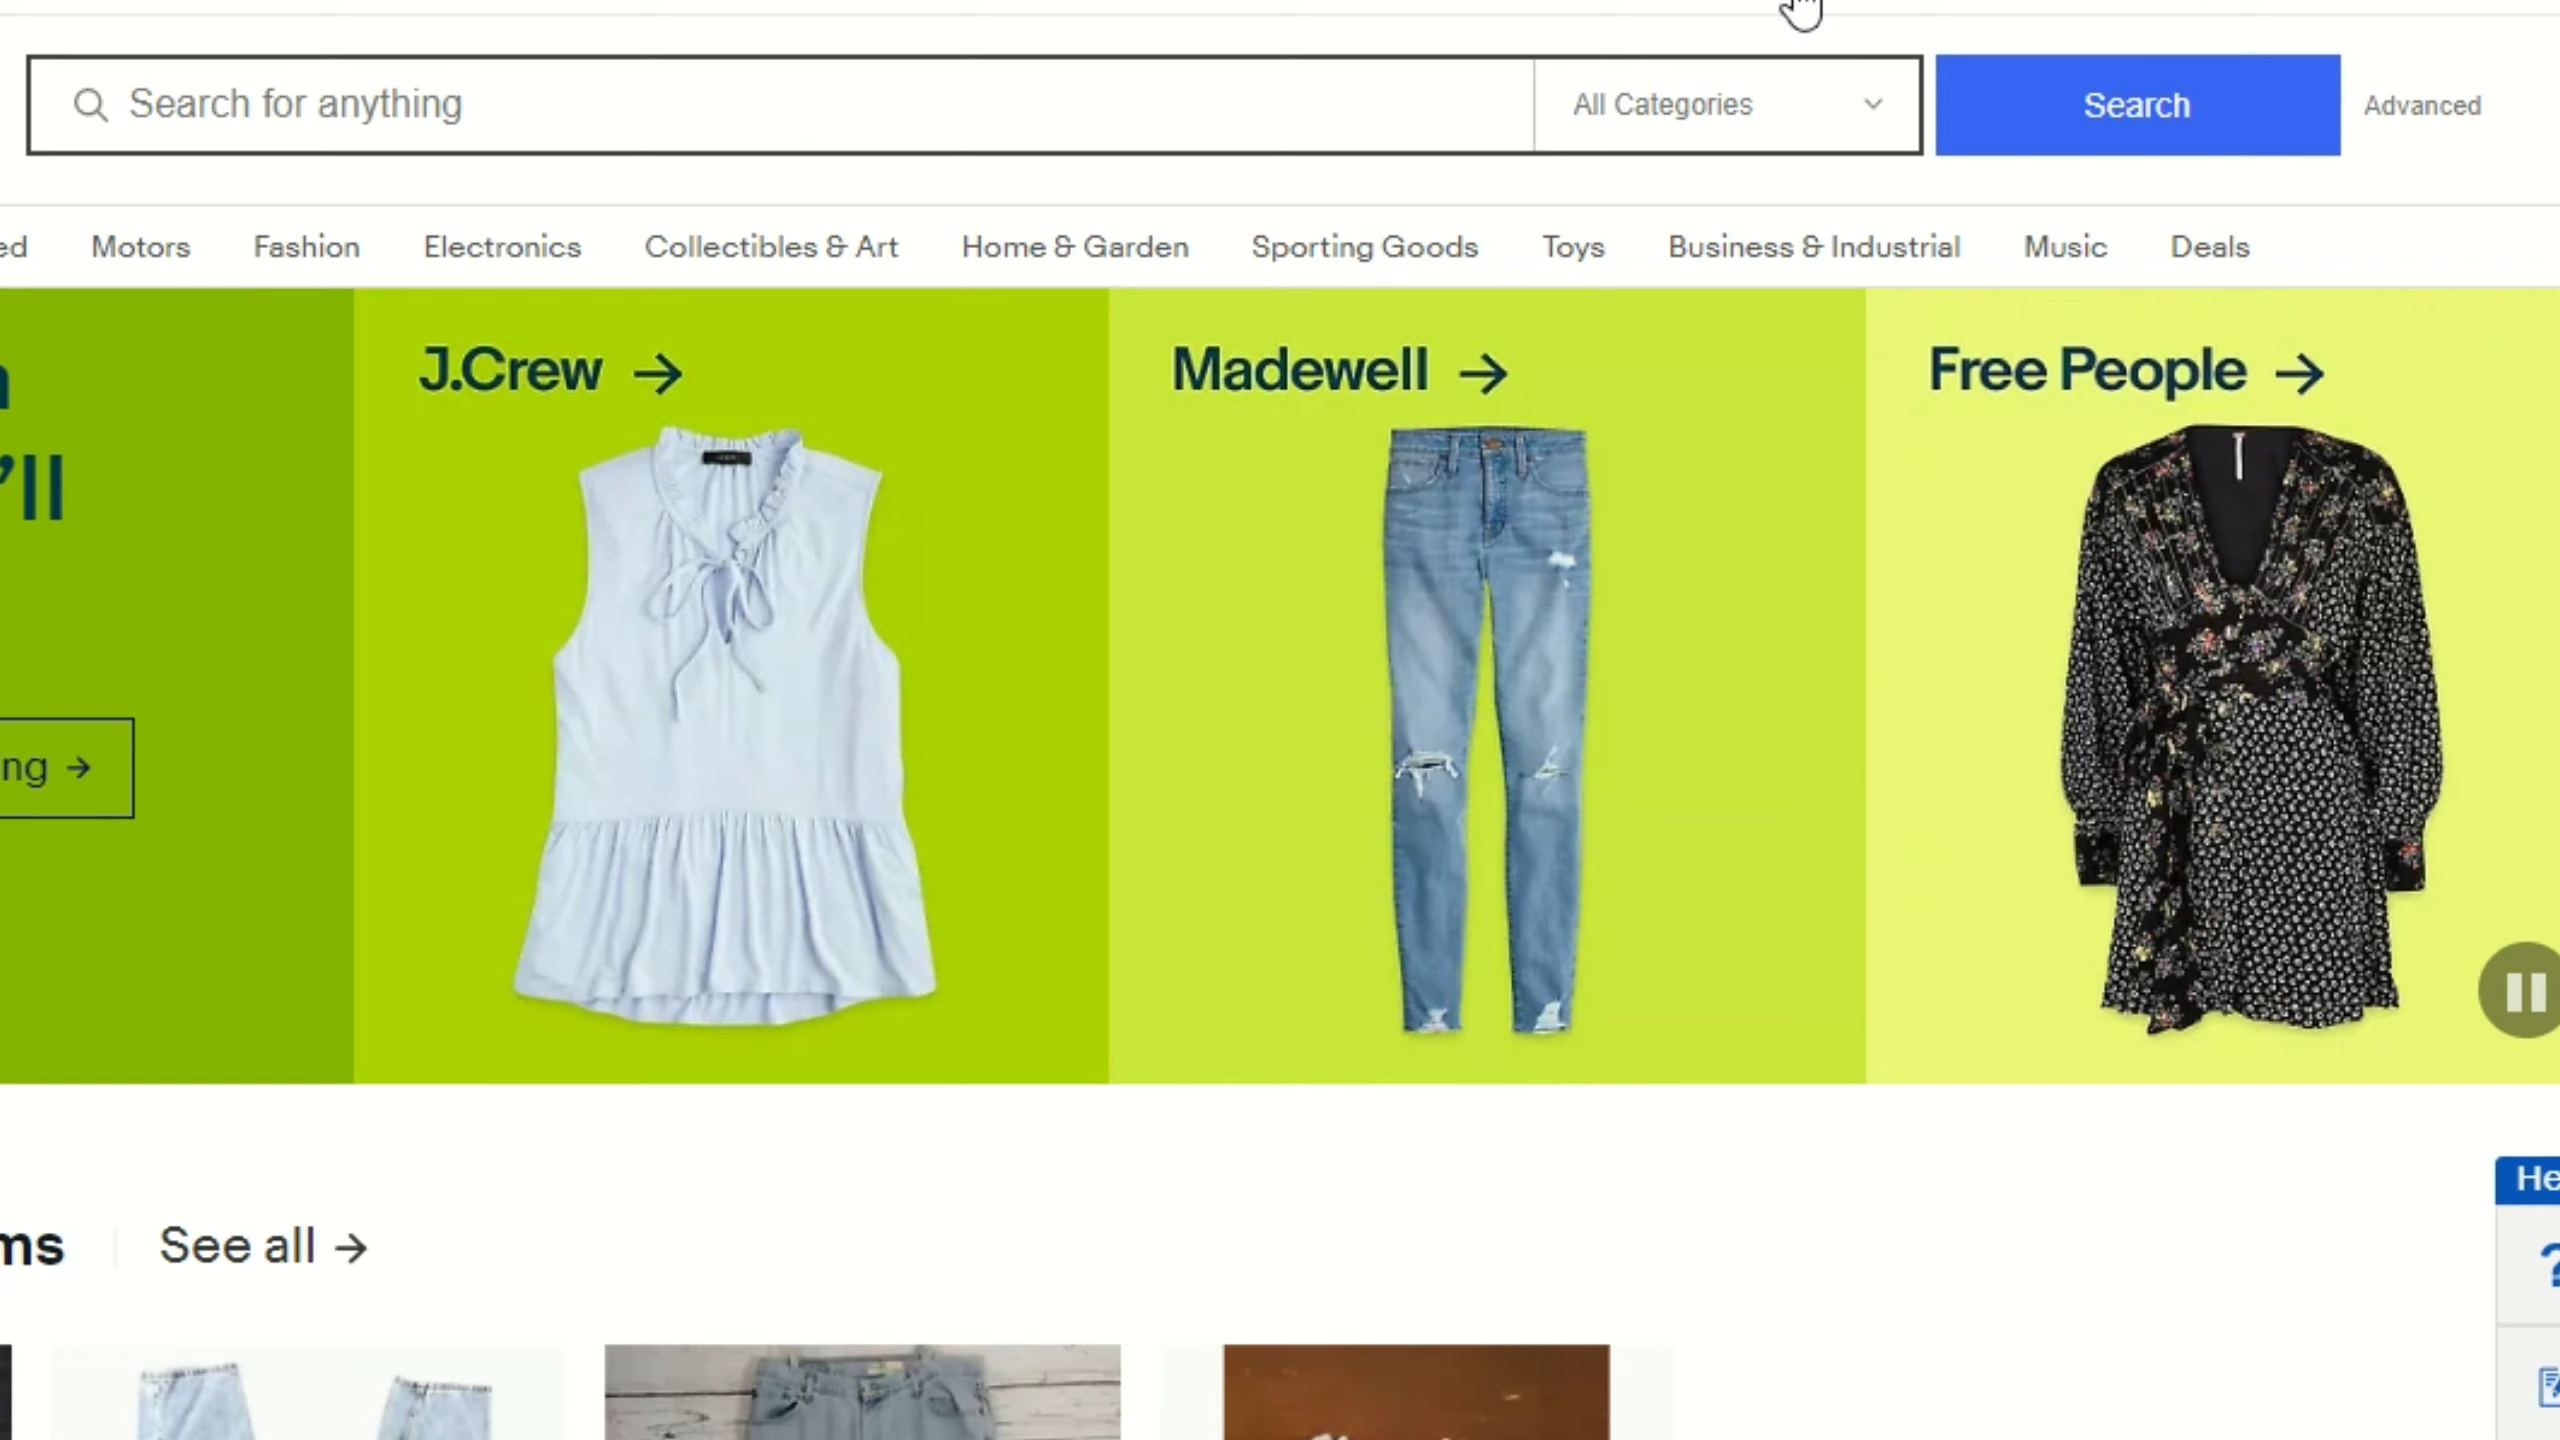 Search for anything
All Categories
Search
Advanced
ed Motors Fashion Electronics Collectibles & Art Home & Garden Sporting Goods Toys Business & Industrial Music Deals
J.Crew →
Madewell →
Free People →
'll
ng →
ms
See all →
He
?